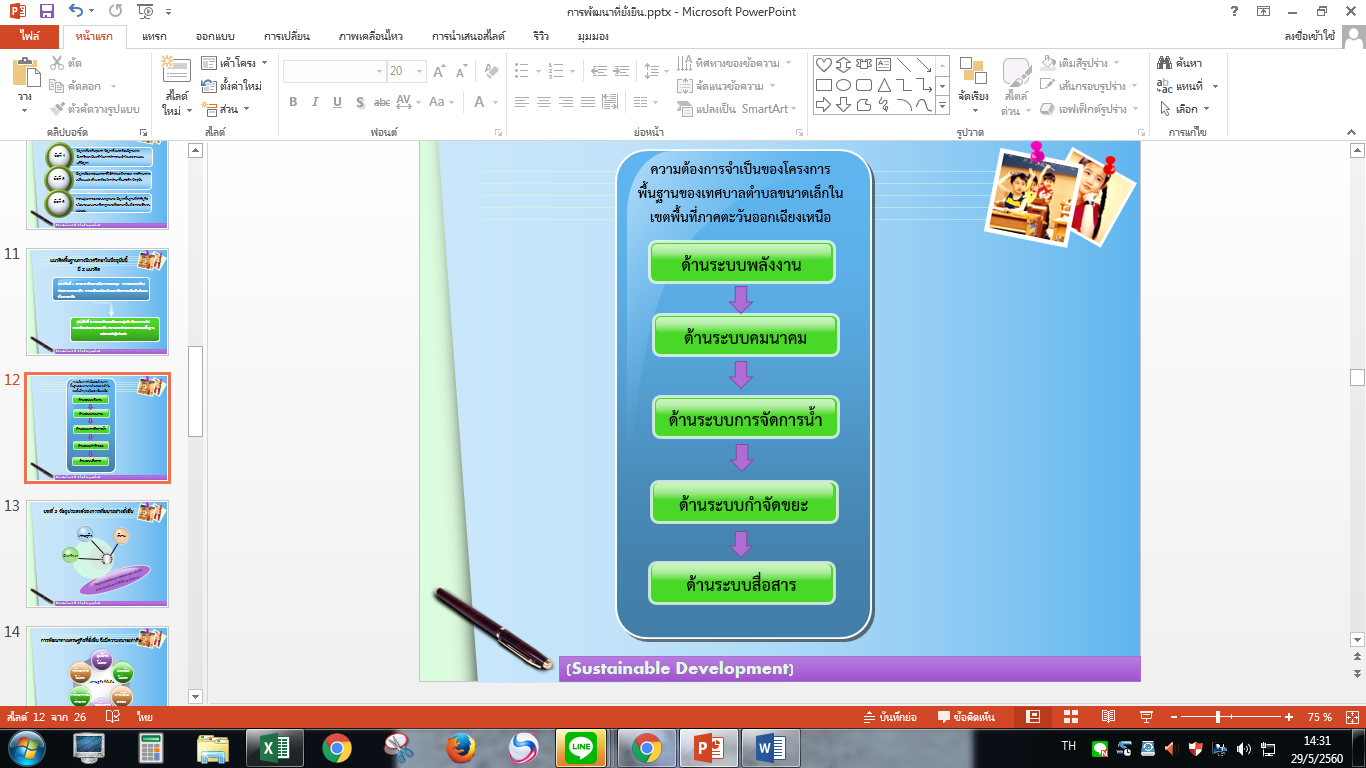 การพัฒนาที่ยั่งยืน.pptx - Microsoft PowerPoint
ไฟล์ หน้าแรก แทรก ออกแบบ การเปลี่ยน ภาพเคลื่อนไหว การนำเสนอสไลด์ รีวิว มุมมอง ลงชื่อเข้าใช้
วาง
ตัด
คัดลอก
ตัวคัดวางรูปแบบ
คลิปบอร์ด
สไลด์ใหม่
เค้าโครง
ตั้งค่าใหม่
ส่วน
สไลด์
20
B I U S abc AV Aa A
ฟอนต์
ทิศทางของข้อความ
จัดแนวข้อความ
แปลงเป็น SmartArt
ย่อหน้า
จัดเรียง
สไตล์ด่วน
เติมสีรูปร่าง
เส้นกรอบรูปร่าง
เอฟเฟ็กต์รูปร่าง
รูปวาด
ค้นหา
แทนที่
เลือก
การแก้ไข
11
12
13
14
ความต้องการจำเป็นของโครงการ
พื้นฐานของเทศบาลตำบลขนาดเล็กใน
เขตพื้นที่ภาคตะวันออกเฉียงเหนือ
ด้านระบบพลังงาน
ด้านระบบคมนาคม
ด้านระบบการจัดการน้ำ
ด้านระบบกำจัดขยะ
ด้านระบบสื่อสาร
(Sustainable Development)
สไลด์ 12 จาก 26 ไทย บันทึกย่อ ข้อคิดเห็น 75 %
TH 14:31
29/5/2560